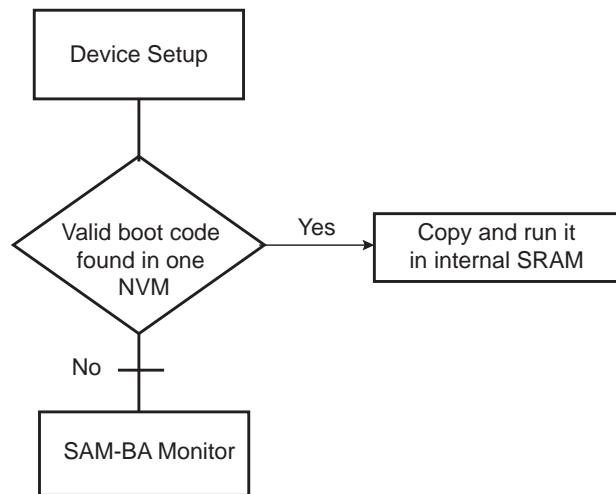 Device Setup
Valid boot code
found in one
NVM
Yes
Copy and run it
in internal SRAM
No
SAM-BA Monitor